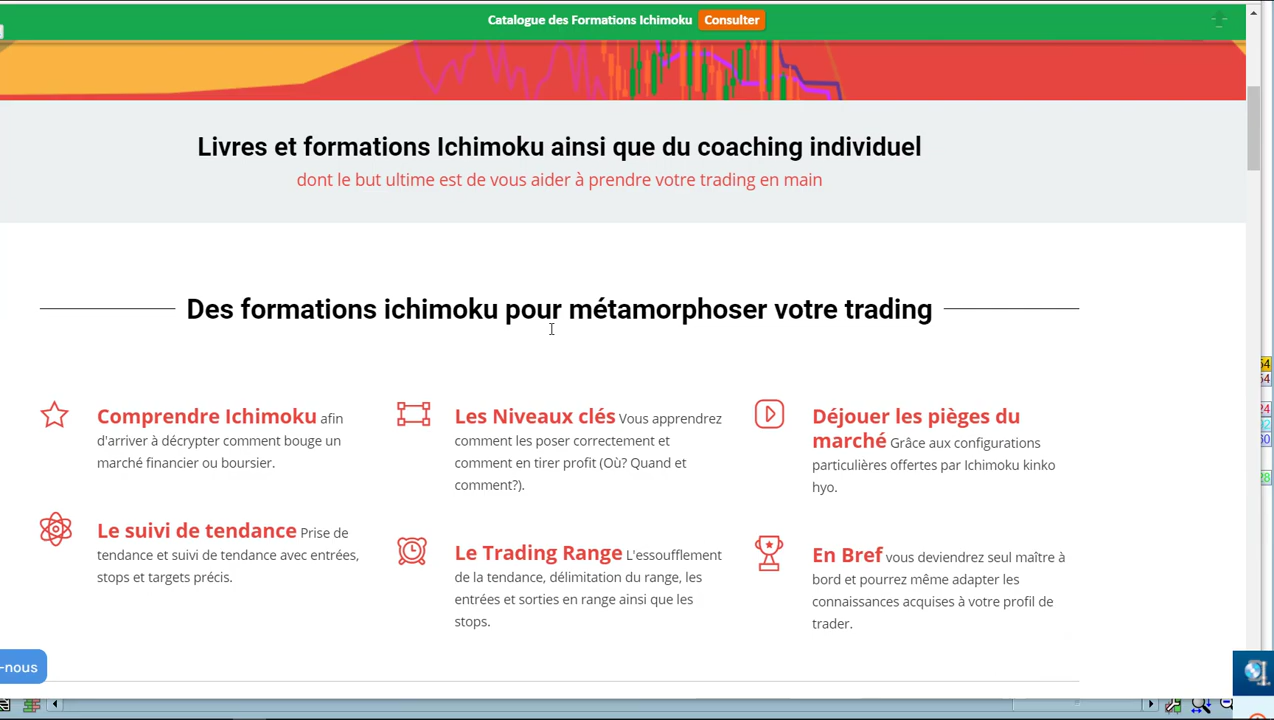 Catalogue des Formations Ichimoku Consulter
Livres et formations Ichimoku ainsi que du coaching individuel
dont le but ultime est de vous aider à prendre votre trading en main
Des formations ichimoku pour métamorphoser votre trading
Comprendre Ichimoku afin
d'arriver à décrypter comment bouge un
marché financier ou boursier.
Les Niveaux clés Vous apprendrez
comment les poser correctement et
comment en tirer profit (Où? Quand et
comment?).
Déjouer les pièges du
marché Grâce aux configurations
particulières offertes par Ichimoku kinko
hyo.
Le suivi de tendance Prise de
tendance et suivi de tendance avec entrées,
stops et targets précis.
Le Trading Range L'essoufflement
de la tendance, délimitation du range, les
entrées et sorties en range ainsi que les
stops.
En Bref vous deviendrez seul maître à
bord et pourrez même adapter les
connaissances acquises à votre profil de
trader.
-nous
54
54
24
60
28